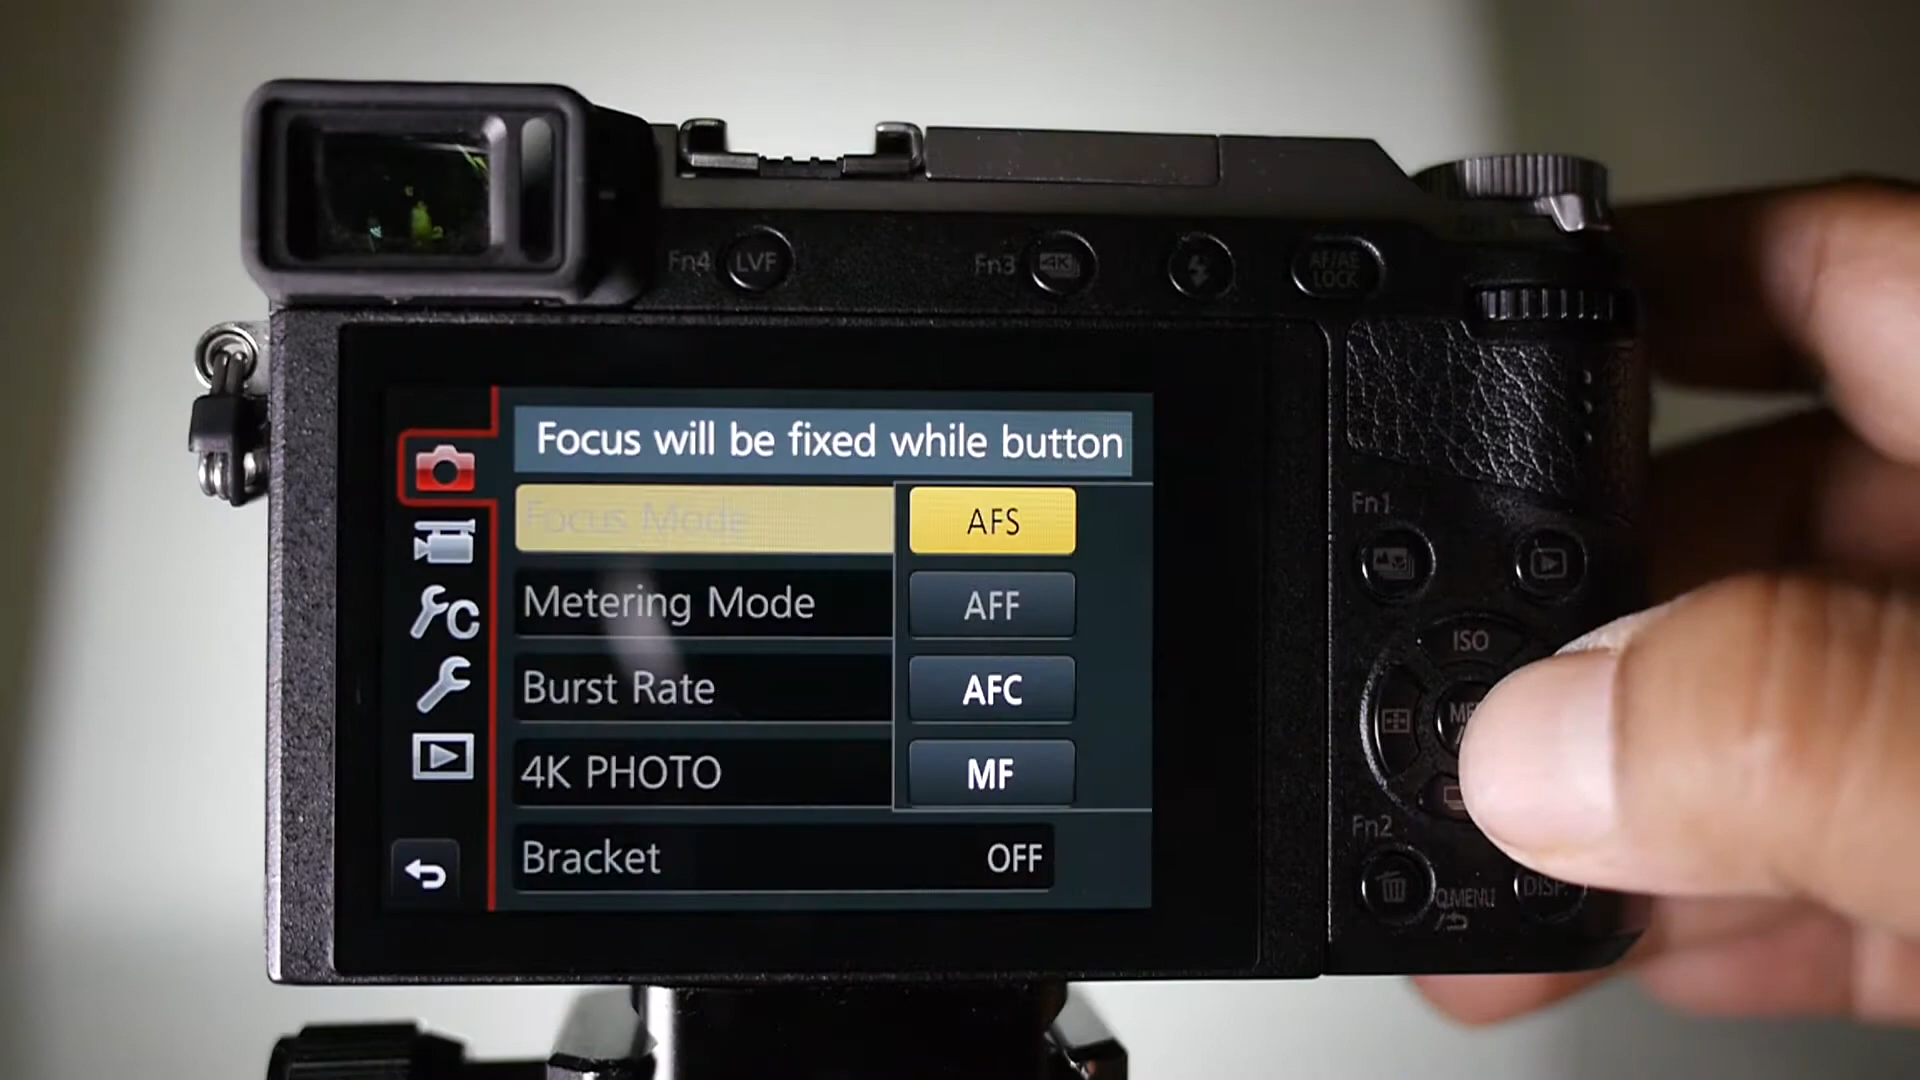 Fn4 LVF
Fn3 4K
AF/AE
LOCK
Focus will be fixed while button
Focus Mode
AFS
Metering Mode
AFF
Burst Rate
AFC
4K PHOTO
MF
Bracket
OFF
C
Fn1
ISO
Fn2
Q.MENU
DISP.